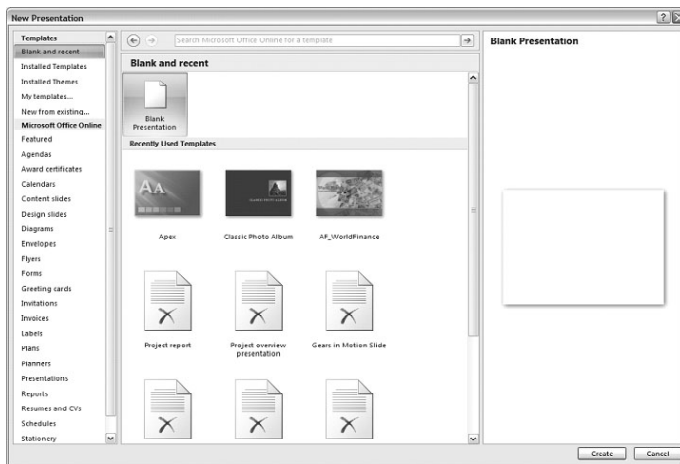 New Presentation
Templates
Blank and recent
Installed Templates
Installed Themes
My templates...
New from existing...
Microsoft Office Online
Featured
Agendas
Award certificates
Calendars
Content slides
Design slides
Diagrams
Envelopes
Flyers
Forms
Greeting cards
Invitations
Invoices
Labels
Plans
Planners
Presentations
Reports
Resumes and CVs
Schedules
Stationery
Search Microsoft Office Online for a template
Blank and recent
Blank
Presentation
Recently Used Templates
AA
Apex
CLASSIC PHOTO ALBUM
Classic Photo Album
AF_WorldFinance
Project report
Project overview
presentation
Gears in Motion Slide
Blank Presentation
Create
Cancel